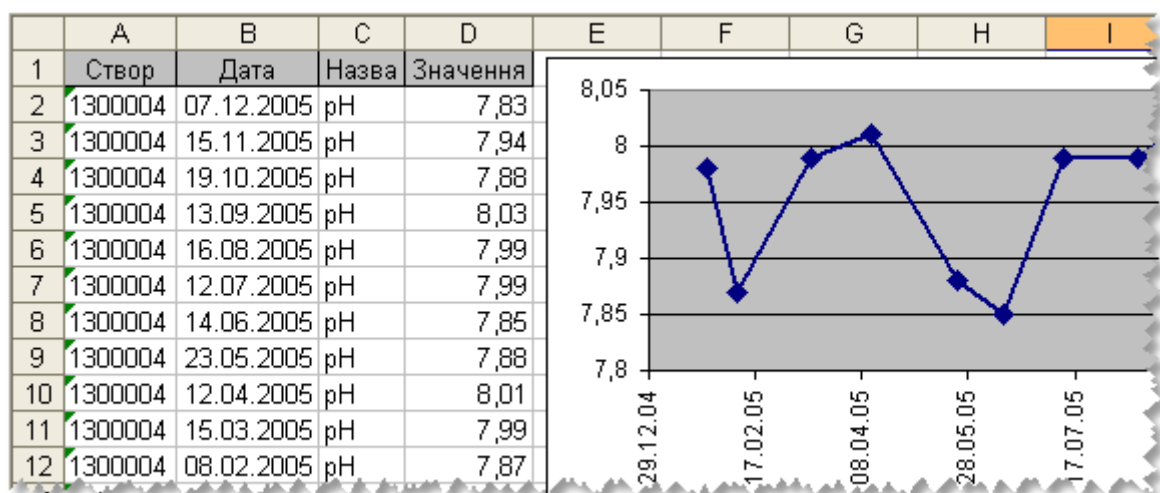 A B C D E F G H I
1 Створ Дата Назва Значення
2 1300004 07.12.2005 pH 7,83
3 1300004 15.11.2005 pH 7,94
4 1300004 19.10.2005 pH 7,88
5 1300004 13.09.2005 pH 8,03
6 1300004 16.08.2005 pH 7,99
7 1300004 12.07.2005 pH 7,99
8 1300004 14.06.2005 pH 7,85
9 1300004 23.05.2005 pH 7,88
10 1300004 12.04.2005 pH 8,01
11 1300004 15.03.2005 pH 7,99
12 1300004 08.02.2005 pH 7,87
8,05
8
7,95
7,9
7,85
7,8
29.12.04 17.02.05 08.04.05 28.05.05 17.07.05